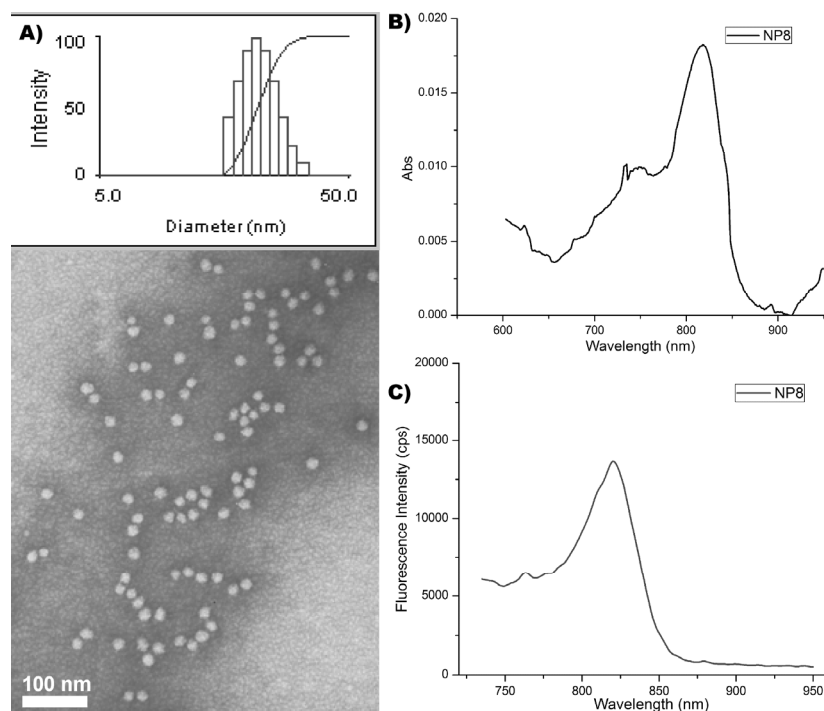 A)
100
50
0
Intensity
5.0
50.0
Diameter (nm)
100 nm
B)
NP8
0.020
0.015
0.010
0.005
0.000
Abs
600
700
800
900
Wavelength (nm)
C)
NP8
20000
15000
10000
5000
0
Fluorescence Intensity (cps)
750
800
850
900
950
Wavelength (nm)